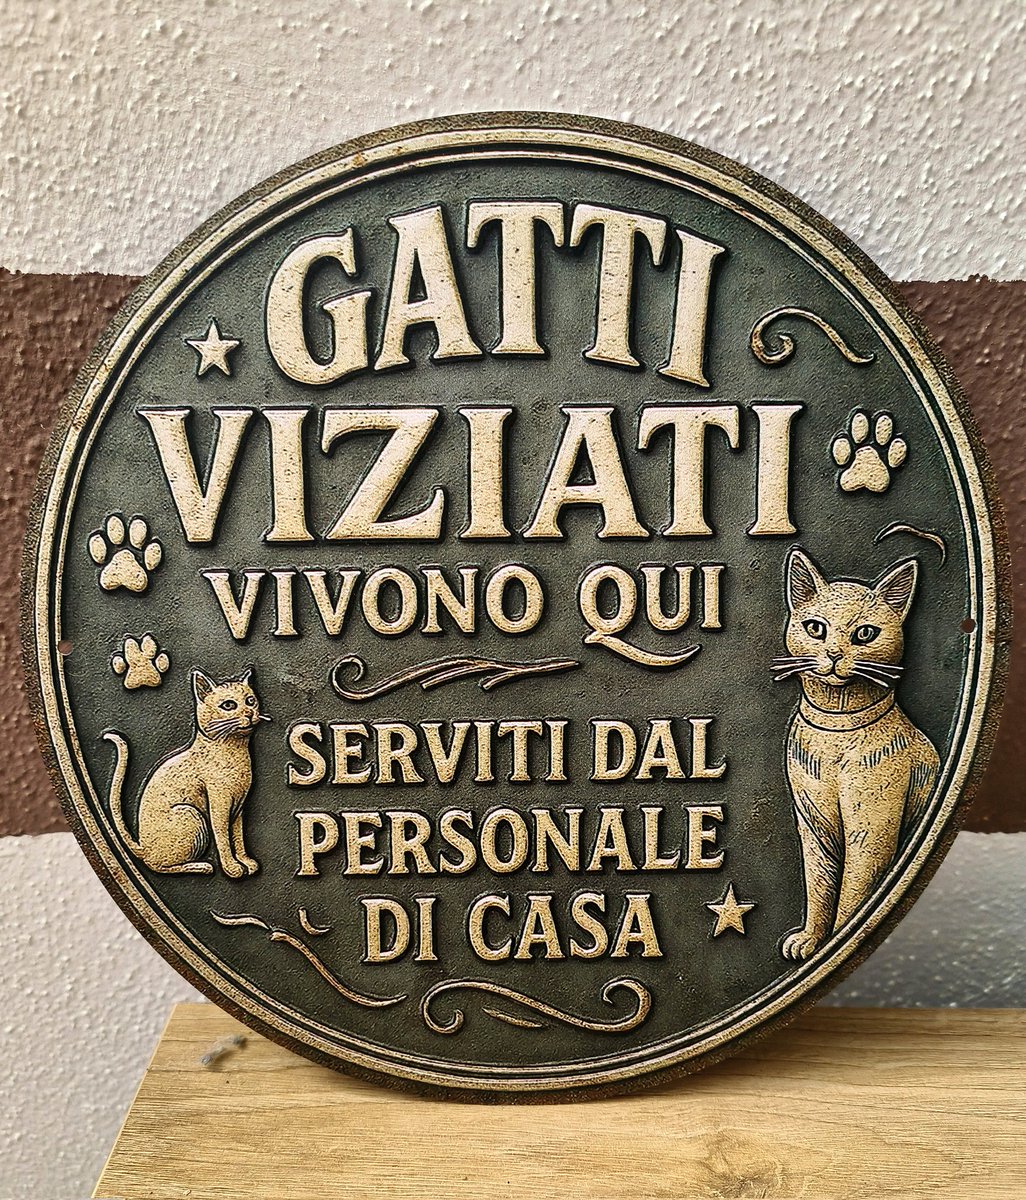 GATTI
VIZIATI
VIVONO QUI
SERVITI DAL
PERSONALE
DI CASA